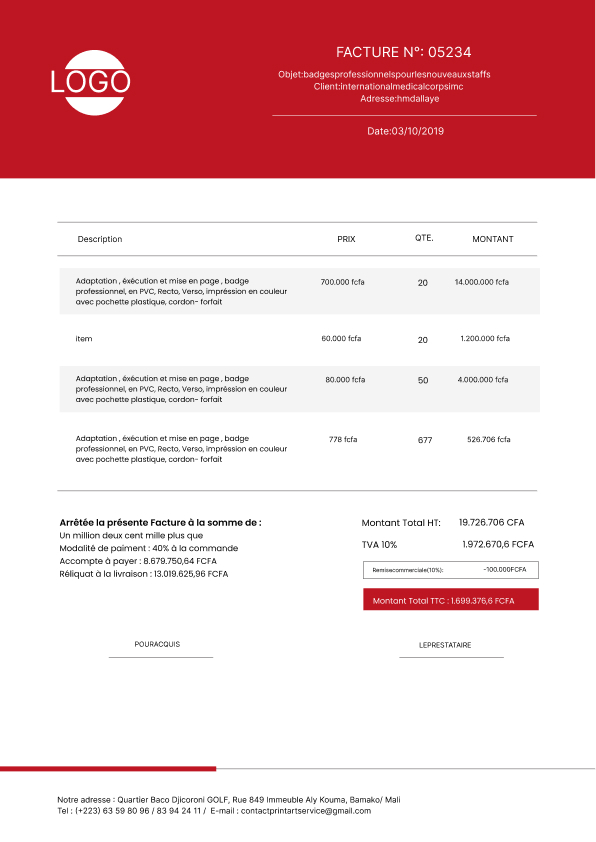 LOGO
FACTURE N°: 05234
Objet:badgesprofessionnelspourlesnouveauxstaffs
Client:internationalmedicalcorpsimc
Adresse:hmdallaye
Date:03/10/2019
Description PRIX QTE. MONTANT
Adaptation , éxécution et mise en page , badge
professionnel, en PVC, Recto, Verso, impréssion en couleur
avec pochette plastique, cordon- forfait
700.000 fcfa 20 14.000.000 fcfa
item 60.000 fcfa 20 1.200.000 fcfa
Adaptation , éxécution et mise en page , badge
professionnel, en PVC, Recto, Verso, impréssion en couleur
avec pochette plastique, cordon- forfait
80.000 fcfa 50 4.000.000 fcfa
Adaptation , éxécution et mise en page , badge
professionnel, en PVC, Recto, Verso, impréssion en couleur
avec pochette plastique, cordon- forfait
778 fcfa 677 526.706 fcfa
Arrêtée la présente Facture à la somme de :
Un million deux cent mille plus que
Modalité de paiment : 40% à la commande
Accompte à payer : 8.679.750,64 FCFA
Réliquat à la livraison : 13.019.625,96 FCFA
Montant Total HT: 19.726.706 CFA
TVA 10% 1.972.670,6 FCFA
Remisecommerciale(10%): -100.000FCFA
Montant Total TTC : 1.699.376,6 FCFA
POURACQUIS
LEPRESTATAIRE
Notre adresse : Quartier Baco Djicoroni GOLF, Rue 849 Immeuble Aly Kouma, Bamako/ Mali
Tel : (+223) 63 59 80 96 / 83 94 24 11 / E-mail : contactprintartservice@gmail.com